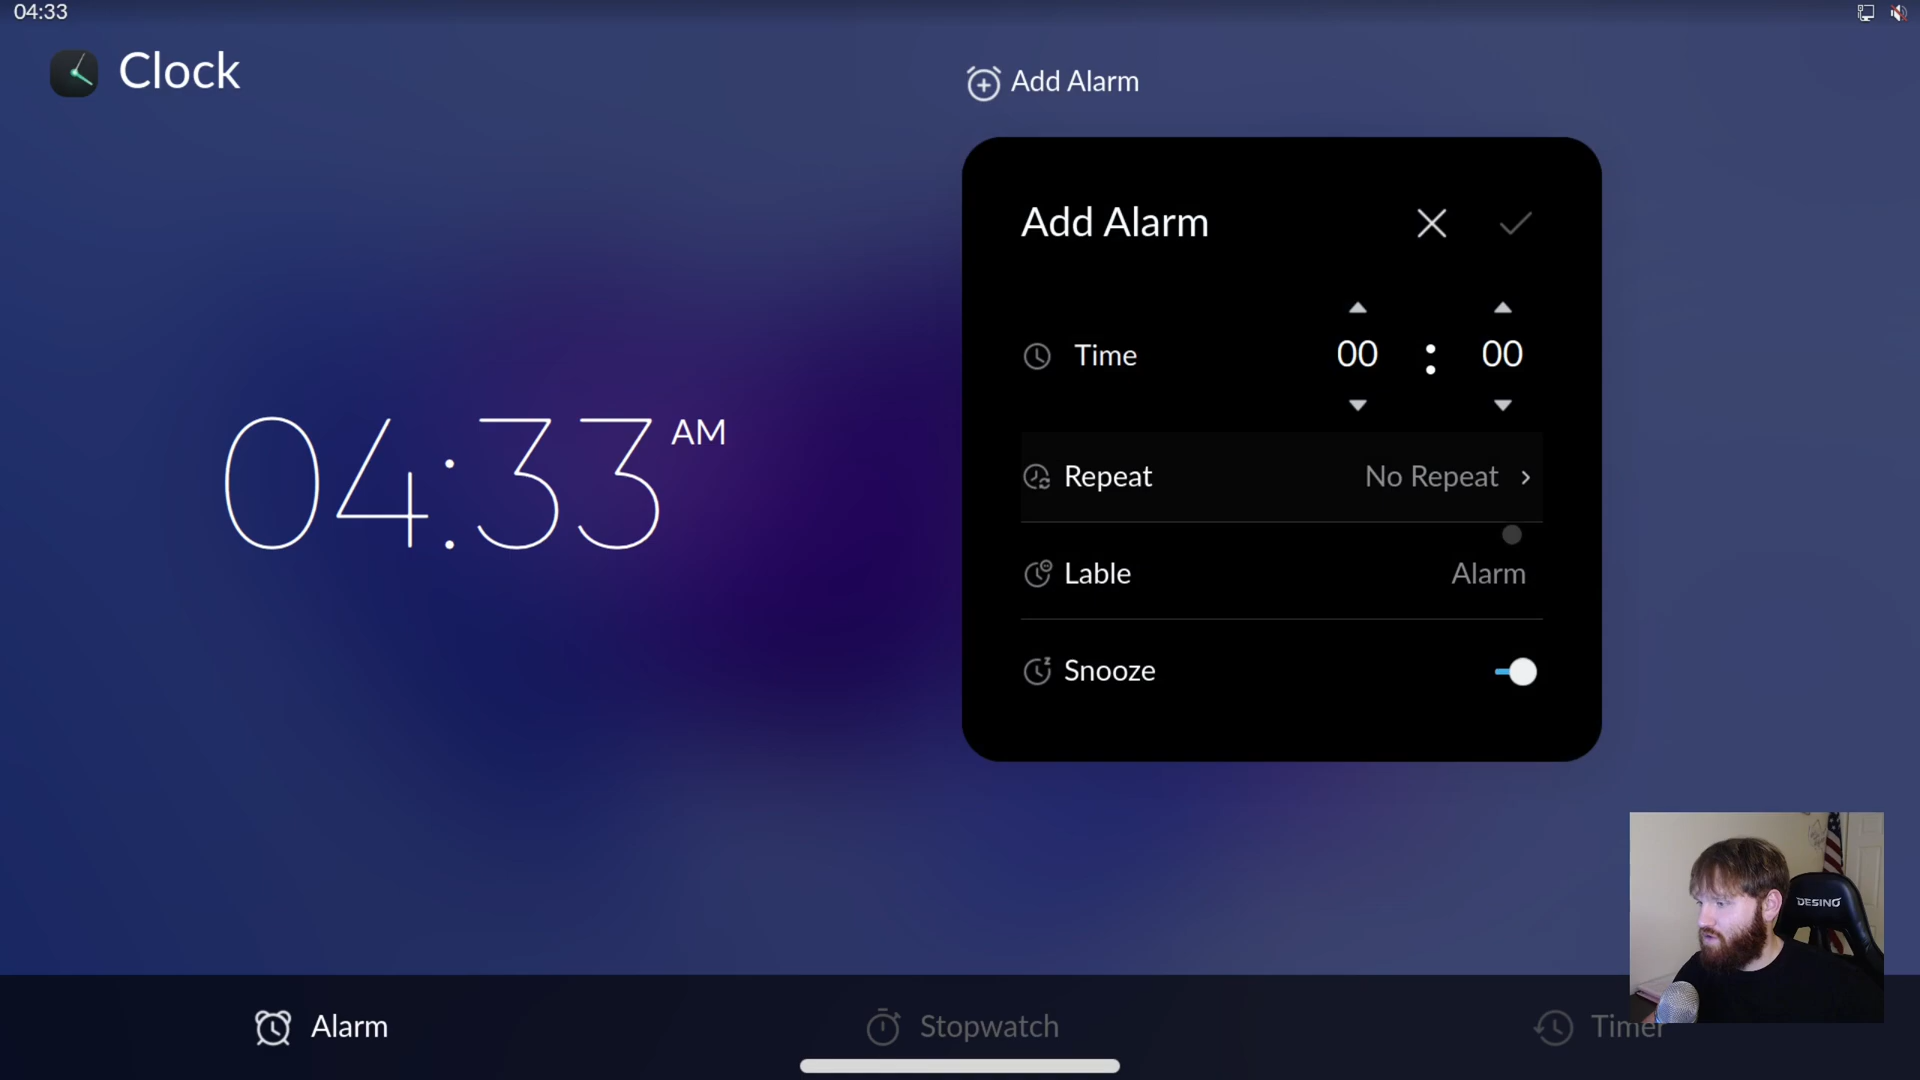 04:33
Clock
Add Alarm
Add Alarm
Time
00 : 00
04:33 AM
Repeat
No Repeat
Lable
Alarm
Snooze
DESINO
Alarm
Stopwatch
Timer